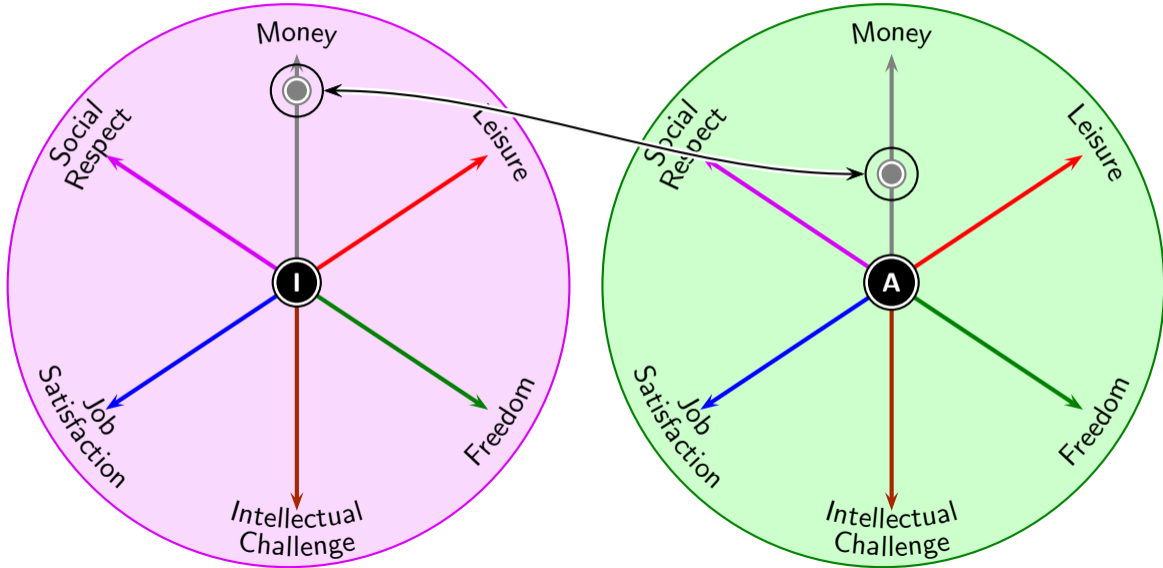 Money
Social
Respect
Leisure
I
Job
Satisfaction
Freedom
Intellectual
Challenge
Money
Social
Respect
Leisure
A
Job
Satisfaction
Freedom
Intellectual
Challenge